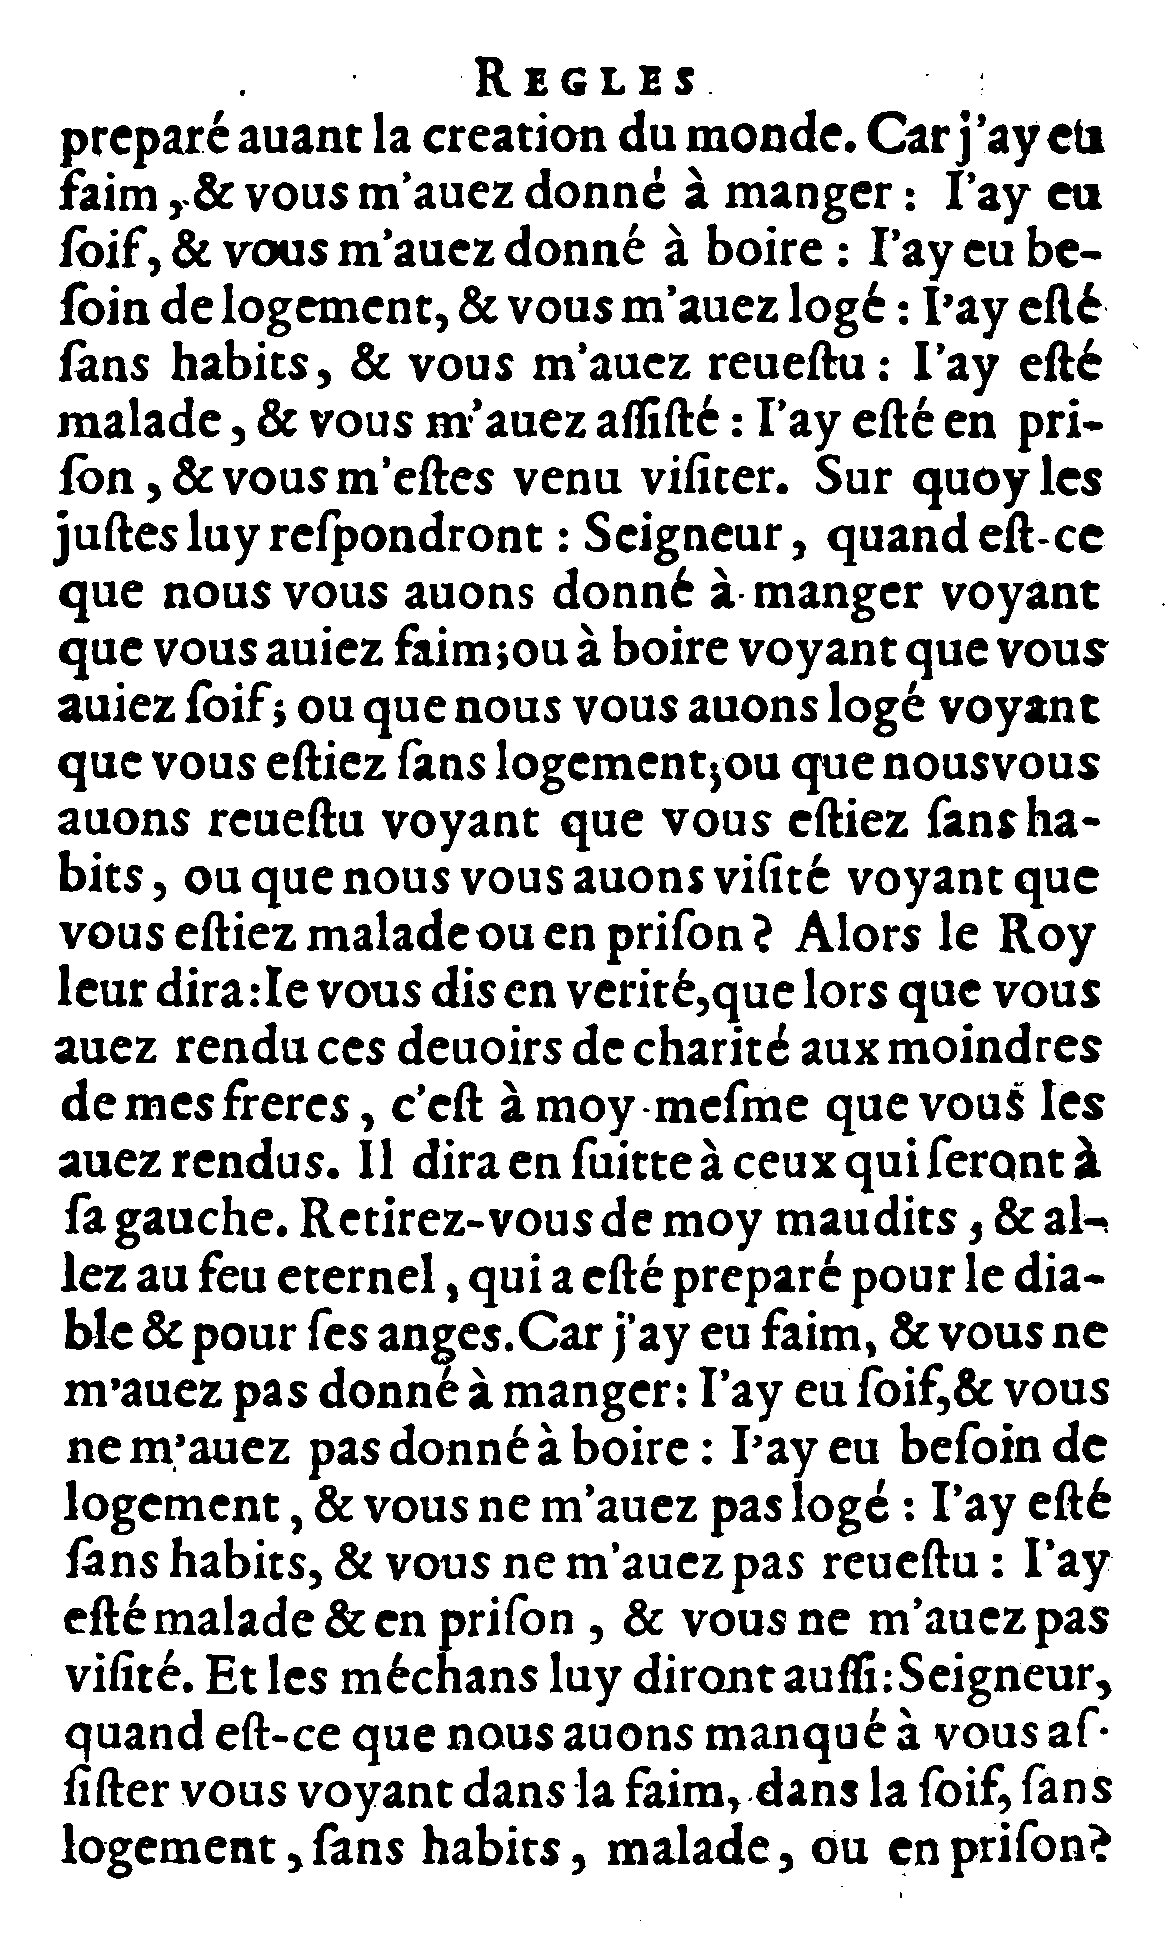 REGLES
preparé auant la creation du monde. Car j'ay eu
faim, & vous m'auez donné à manger : I'ay eu
ſoif, & vous m'auez donné à boire : I'ay eu be-
ſoin de logement, & vous m'auez logé : I'ay eſté
ſans habits, & vous m'auez reueſtu : I'ay eſté
malade, & vous m'auez aſſiſté : I'ay eſté en pri-
ſon, & vous m'eſtes venu viſiter. Sur quoy les
juſtes luy reſpondront : Seigneur, quand eſt-ce
que nous vous auons donné à manger voyant
que vous auiez faim; ou à boire voyant que vous
auiez ſoif; ou que nous vous auons logé voyant
que vous eſtiez ſans logement; ou que nous vous
auons reueſtu voyant que vous eſtiez ſans ha-
bits, ou que nous vous auons viſité voyant que
vous eſtiez malade ou en priſon? Alors le Roy
leur dira: Ie vous dis en verité, que lors que vous
auez rendu ces deuoirs de charité aux moindres
de mes freres, c'eſt à moy-meſme que vous les
auez rendus. Il dira en ſuitte à ceux qui ſeront à
ſa gauche. Retirez-vous de moy maudits, & al-
lez au feu eternel, qui a eſté preparé pour le dia-
ble & pour ſes anges. Car j'ay eu faim, & vous ne
m'auez pas donné à manger: I'ay eu ſoif, & vous
ne m'auez pas donné à boire : I'ay eu beſoin de
logement, & vous ne m'auez pas logé : I'ay eſté
ſans habits, & vous ne m'auez pas reueſtu : I'ay
eſté malade & en priſon, & vous ne m'auez pas
viſité. Et les méchans luy diront auſſi: Seigneur,
quand eſt-ce que nous auons manqué à vous aſ-
ſiſter vous voyant dans la faim, dans la ſoif, ſans
logement, ſans habits, malade, ou en priſon?